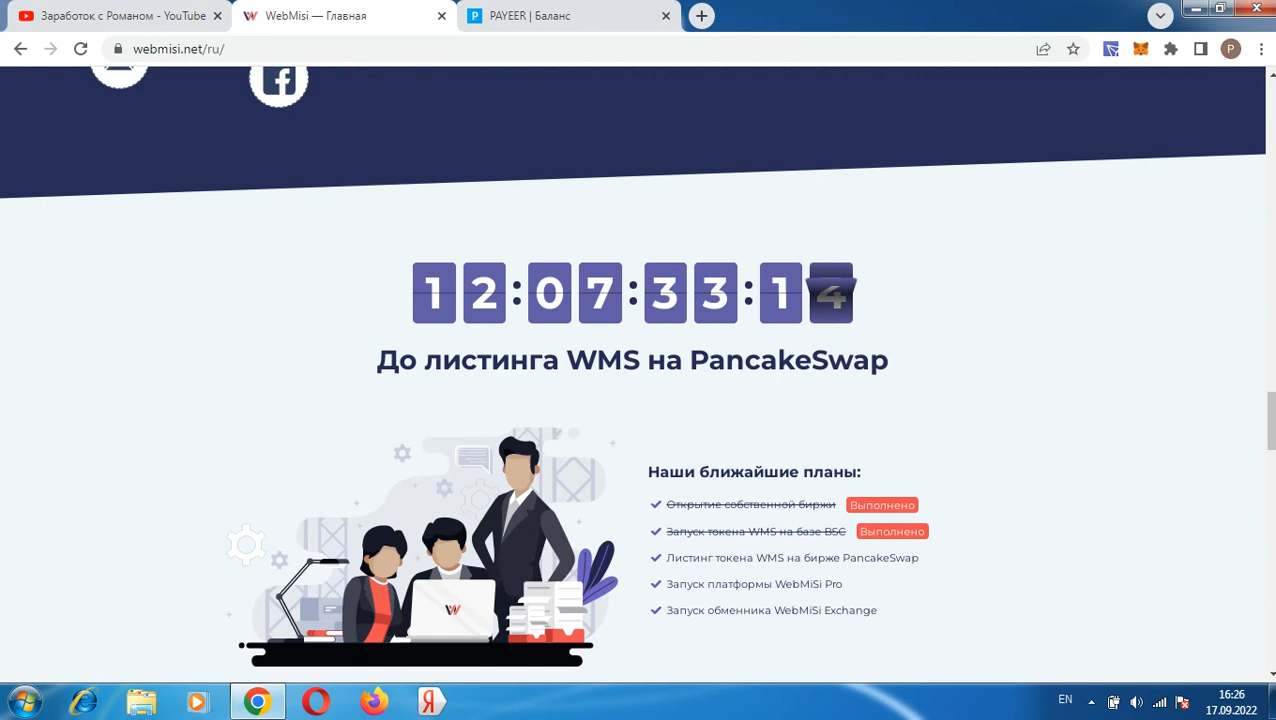 Заработок с Романом - YouTube
WebMisi — Главная
PAYEER | Баланс
webmisi.net/ru/
P
12:07:33:14
До листинга WMS на PancakeSwap
Наши ближайшие планы:
Открытие собственной биржи Выполнено
Запуск токена WMS на базе BSC Выполнено
Листинг токена WMS на бирже PancakeSwap
Запуск платформы WebMiSi Pro
Запуск обменника WebMiSi Exchange
EN
16:26
17.09.2022